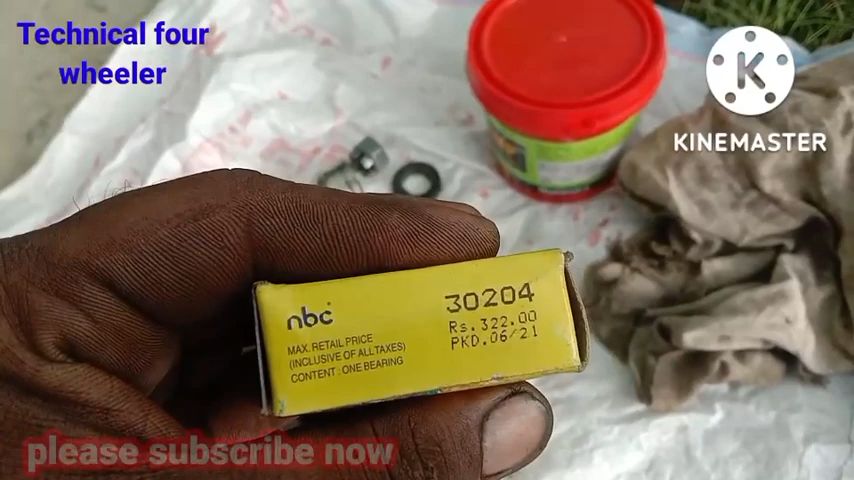 Technical four
wheeler
KINEMASTER
nbc
30204
MAX. RETAIL PRICE
(INCLUSIVE OF ALL TAXES)
CONTENT : ONE BEARING
Rs.322.00
PKD.06/21
please subscribe now